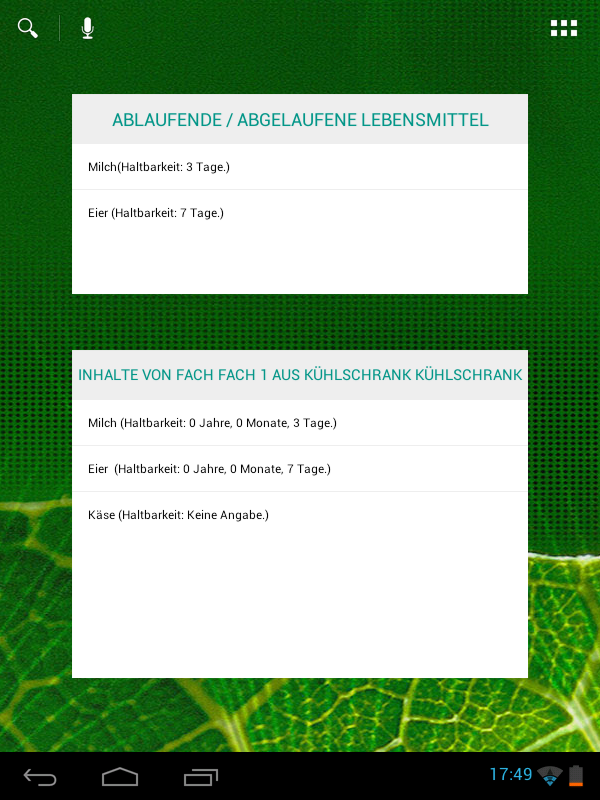 ABLAUFENDE / ABGELAUFENE LEBENSMITTEL
Milch(Haltbarkeit: 3 Tage.)
Eier (Haltbarkeit: 7 Tage.)
INHALTE VON FACH FACH 1 AUS KÜHLSCHRANK KÜHLSCHRANK
Milch (Haltbarkeit: 0 Jahre, 0 Monate, 3 Tage.)
Eier  (Haltbarkeit: 0 Jahre, 0 Monate, 7 Tage.)
Käse (Haltbarkeit: Keine Angabe.)
17:49